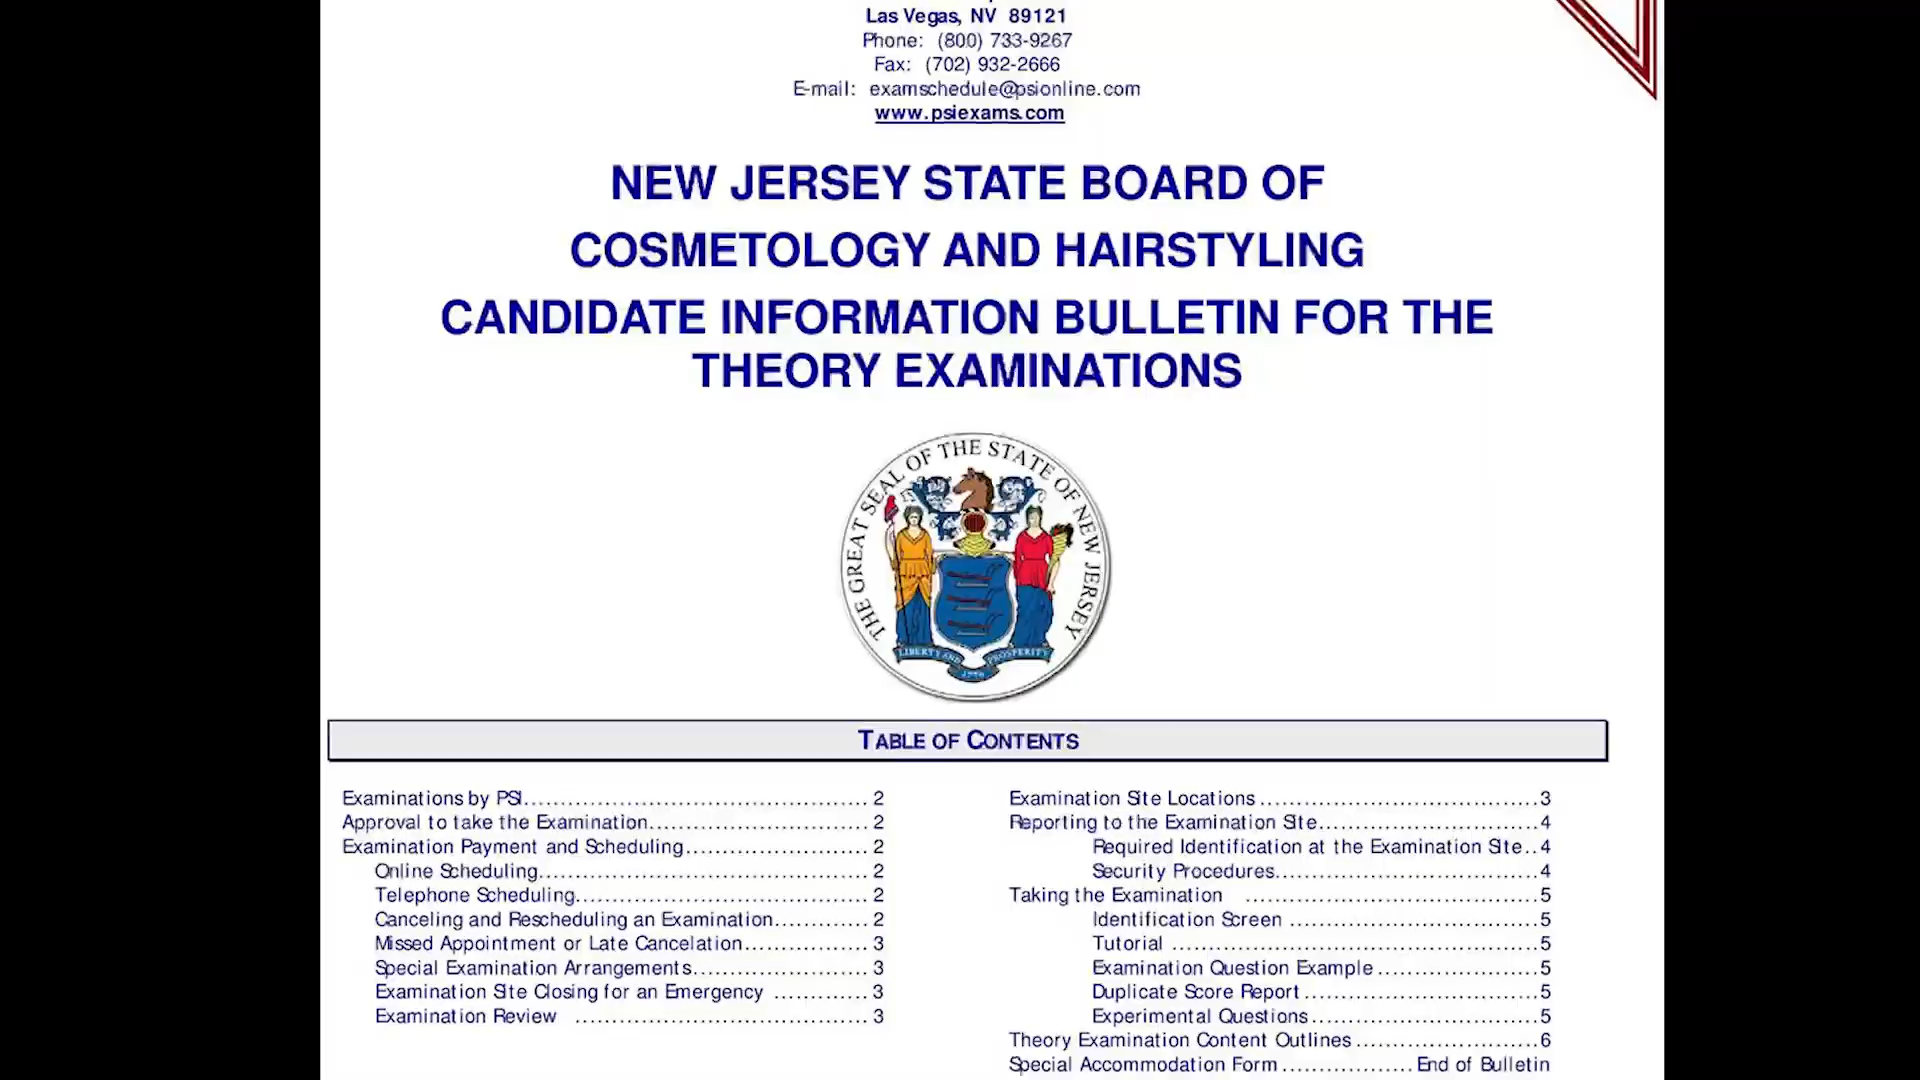 Las Vegas, NV 89121
Phone: (800) 733-9267
Fax: (702) 932-2666
E-mail: examschedule@psionline.com
www.psiexams.com
NEW JERSEY STATE BOARD OF
COSMETOLOGY AND HAIRSTYLING
CANDIDATE INFORMATION BULLETIN FOR THE
THEORY EXAMINATIONS
THE GREAT SEAL OF THE STATE OF NEW JERSEY
LIBERTY AND PROSPERITY
1776
TABLE OF CONTENTS
Examinations by PSI 2
Approval to take the Examination 2
Examination Payment and Scheduling 2
Online Scheduling 2
Telephone Scheduling 2
Canceling and Rescheduling an Examination 2
Missed Appointment or Late Cancelation 3
Special Examination Arrangements 3
Examination Site Closing for an Emergency 3
Examination Review 3
Examination Site Locations 3
Reporting to the Examination Site 4
Required Identification at the Examination Site 4
Security Procedures 4
Taking the Examination 5
Identification Screen 5
Tutorial 5
Examination Question Example 5
Duplicate Score Report 5
Experimental Questions 5
Theory Examination Content Outlines 6
Special Accommodation Form End of Bulletin